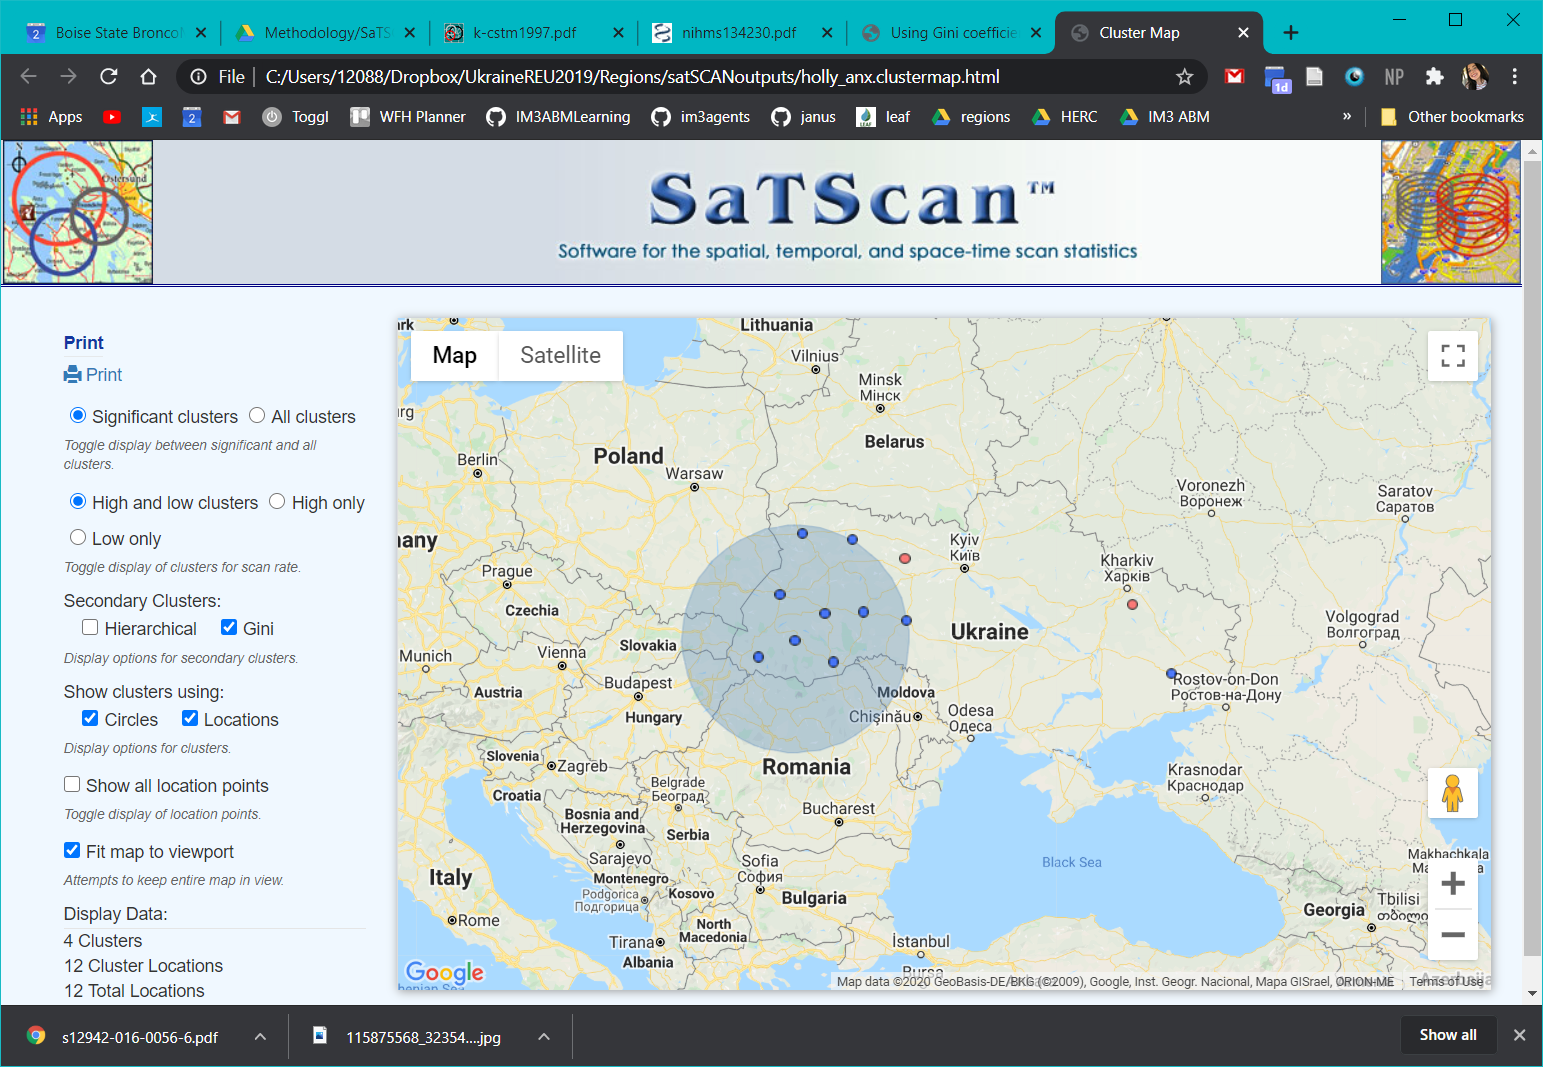 Boise State Bronco
Methodology/SaTS
k-cstm1997.pdf
nihms134230.pdf
Using Gini coefficie
Cluster Map
File
C:/Users/12088/Dropbox/UkraineREU2019/Regions/satSCANoutputs/holly_anx.clustermap.html
1d
NP
Apps
2
Toggl
WFH Planner
IM3ABMLearning
im3agents
janus
leaf
regions
HERC
IM3 ABM
»
Other bookmarks
Östersund
SaTScan™
Software for the spatial, temporal, and space-time scan statistics
Print
Print
Significant clusters
All clusters
Toggle display between significant and all
clusters.
High and low clusters
High only
Low only
Toggle display of clusters for scan rate.
Secondary Clusters:
Hierarchical
Gini
Display options for secondary clusters.
Show clusters using:
Circles
Locations
Display options for clusters.
Show all location points
Toggle display of location points.
Fit map to viewport
Attempts to keep entire map in view.
Display Data:
4 Clusters
12 Cluster Locations
12 Total Locations
Map
Satellite
Lithuania
Vilnius
Minsk
Мінск
Belarus
Poland
Berlin
Warsaw
Voronezh
Воронеж
Saratov
Саратов
many
Prague
Czechia
Kyiv
Київ
Kharkiv
Харків
Ukraine
Volgograd
Волгоград
Slovakia
Munich
Vienna
Austria
Budapest
Hungary
Moldova
Chișinău
Odesa
Одеса
Rostov-on-Don
Ростов-на-Дону
Slovenia
Zagreb
Croatia
Romania
Belgrade
Београд
Bosnia and
Herzegovina
Serbia
Bucharest
Krasnodar
Краснодар
Sarajevo
Montenegro
Podgorica
Подгорица
Kosovo
Sofia
София
Bulgaria
Black Sea
Makhachkala
Italy
Rome
North
Macedonia
Tirana
Albania
İstanbul
Bursa
Georgia
Tbilisi
Google
Map data ©2020 GeoBasis-DE/BKG (©2009), Google, Inst. Geogr. Nacional, Mapa GISrael, ORION-ME
Terms of Use
s12942-016-0056-6.pdf
115875568_32354....jpg
Show all